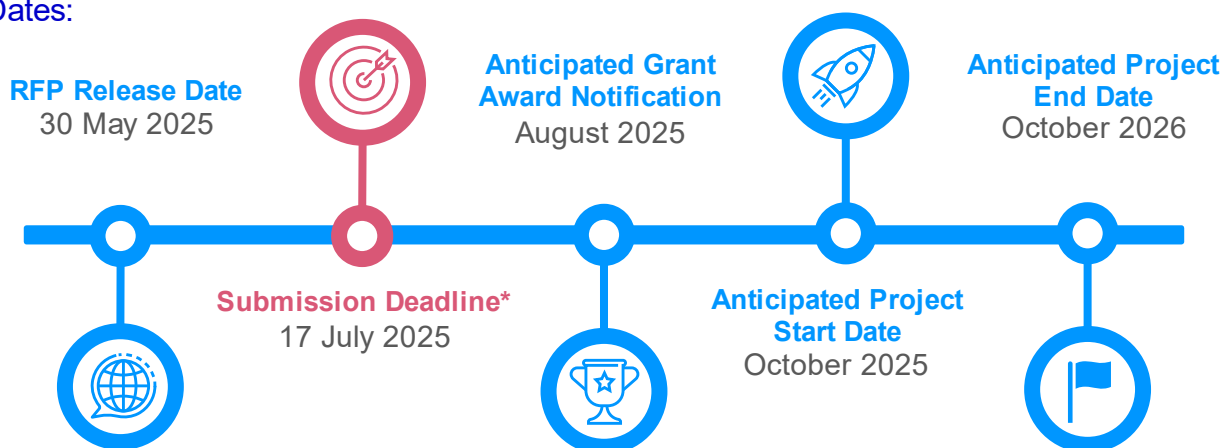 Dates:
RFP Release Date
30 May 2025
Submission Deadline*
17 July 2025
Anticipated Grant
Award Notification
August 2025
Anticipated Project
Start Date
October 2025
Anticipated Project
End Date
October 2026